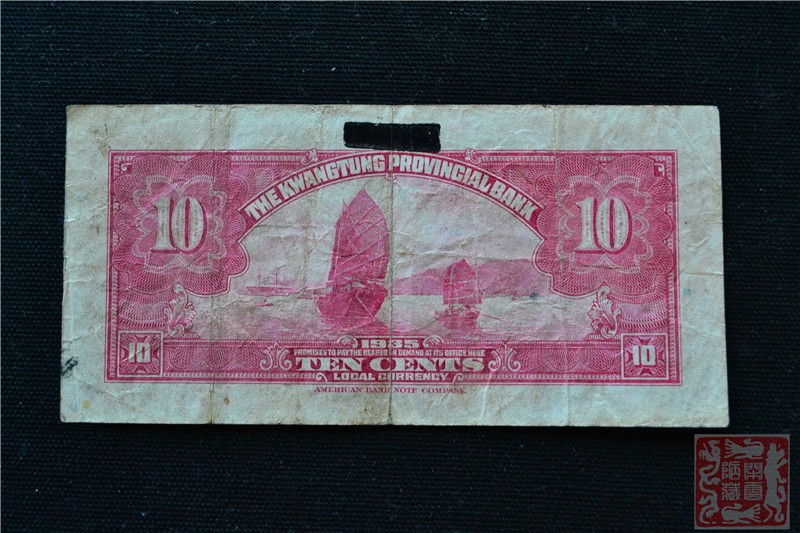 THE KWANGTUNG PROVINCIAL BANK
10 10
1935
PROMISES TO PAY THE BEARER ON DEMAND AT ITS OFFICE HERE
10 TEN CENTS 10
LOCAL CURRENCY
AMERICAN BANK NOTE COMPANY.